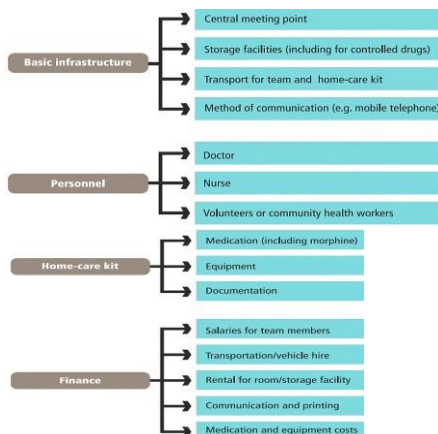 Basic infrastructure
Central meeting point
Storage facilities (including for controlled drugs)
Transport for team and home-care kit
Method of communication (e.g. mobile telephone)
Personnel
Doctor
Nurse
Volunteers or community health workers
Home-care kit
Medication (including morphine)
Equipment
Documentation
Finance
Salaries for team members
Transportation/vehicle hire
Rental for room/storage facility
Communication and printing
Medication and equipment costs